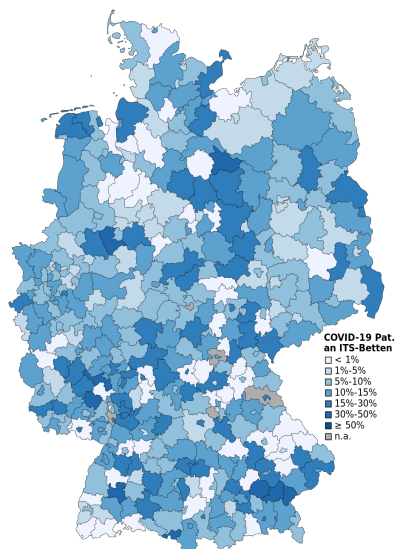 COVID-19 Pat.
an ITS-Betten
< 1%
1%-5%
5%-10%
10%-15%
15%-30%
30%-50%
≥ 50%
n.a.